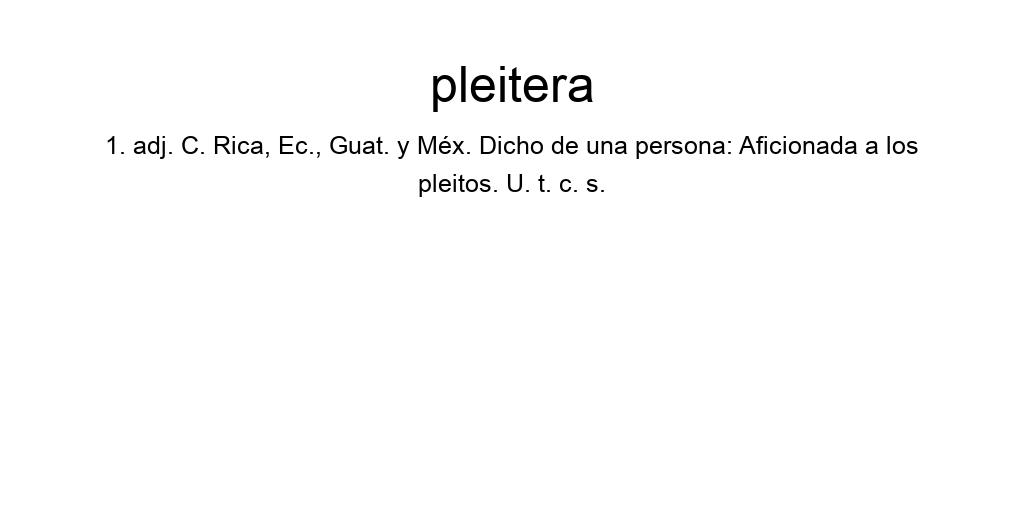 pleitera
1. adj. C. Rica, Ec., Guat. y Méx. Dicho de una persona: Aficionada a los
pleitos. U. t. c. s.